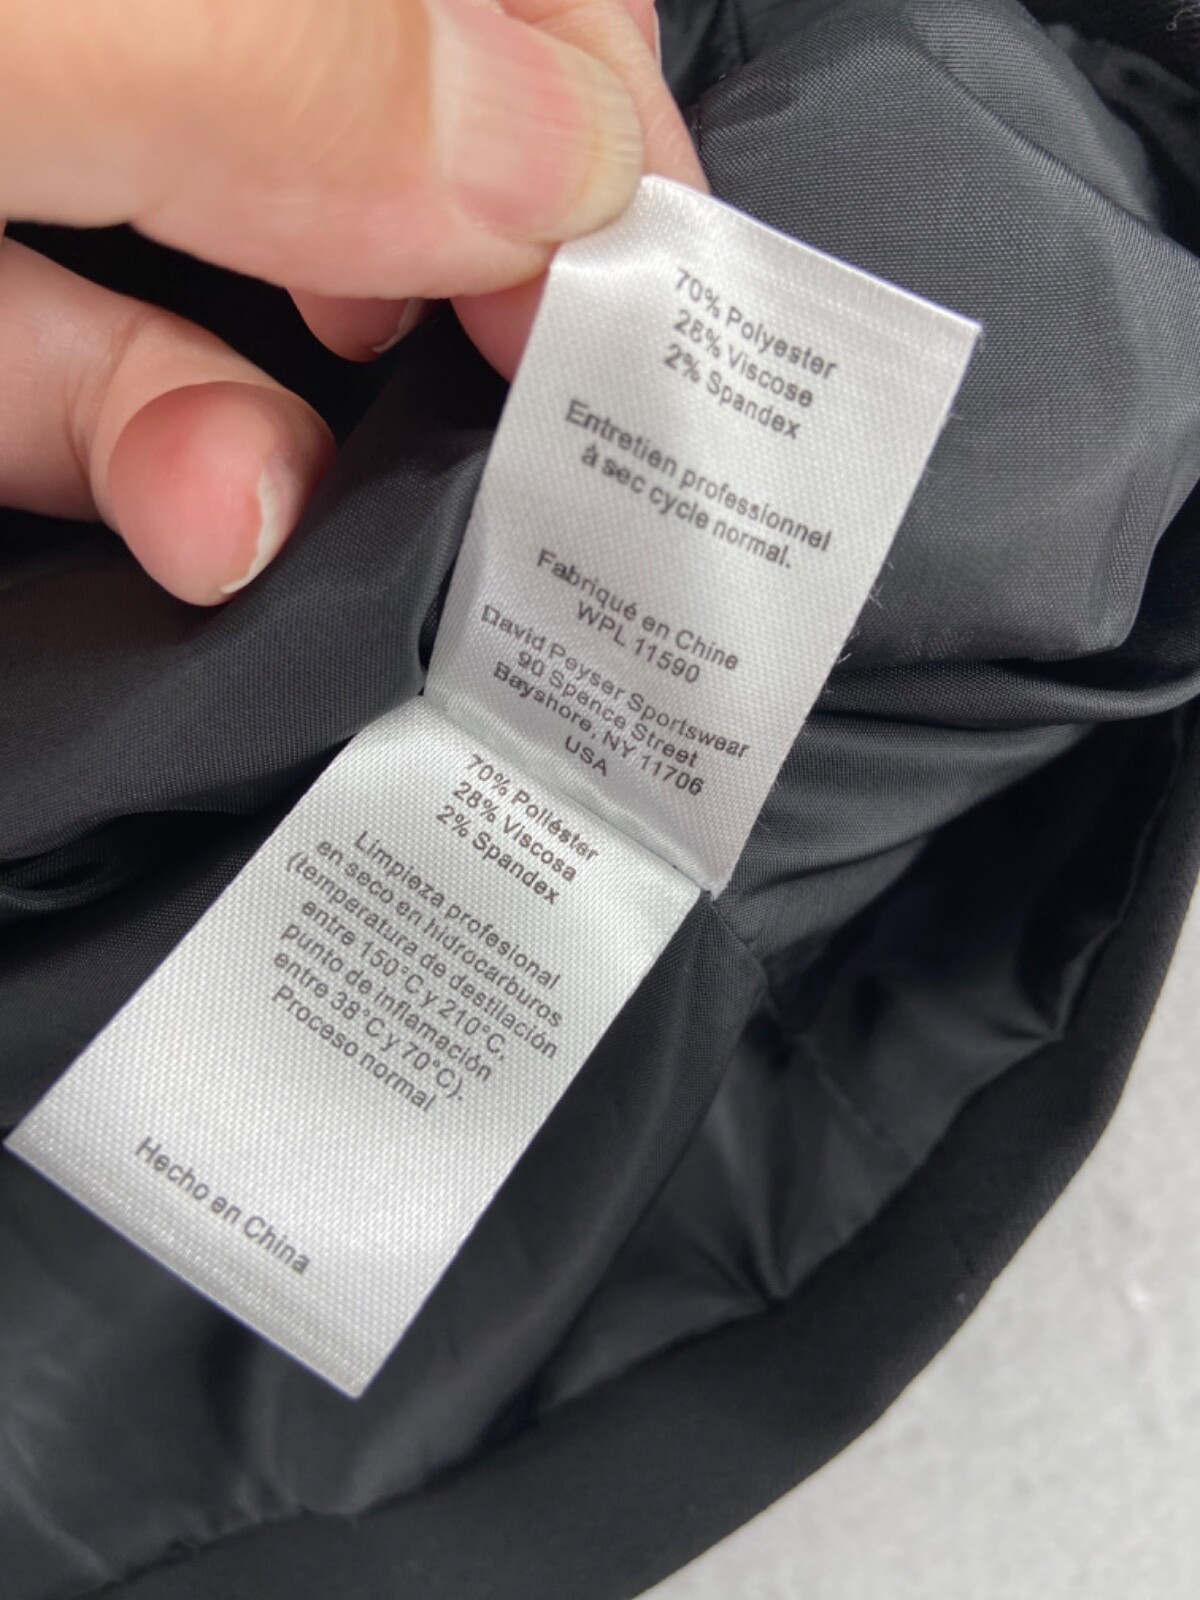 70% Polyester
28% Viscose
2% Spandex
Entretien professionnel
à sec cycle normal.
Fabriqué en Chine
WPL 11590
David Peyser Sportswear
90 Spence Street
Bayshore, NY 11706
USA
70% Poliéster
28% Viscosa
2% Spandex
Limpieza profesional
en seco en hidrocarburos
(temperatura de destilación
entre 150°C y 210°C,
punto de inflamación
entre 38°C y 70°C).
Proceso normal
Hecho en China